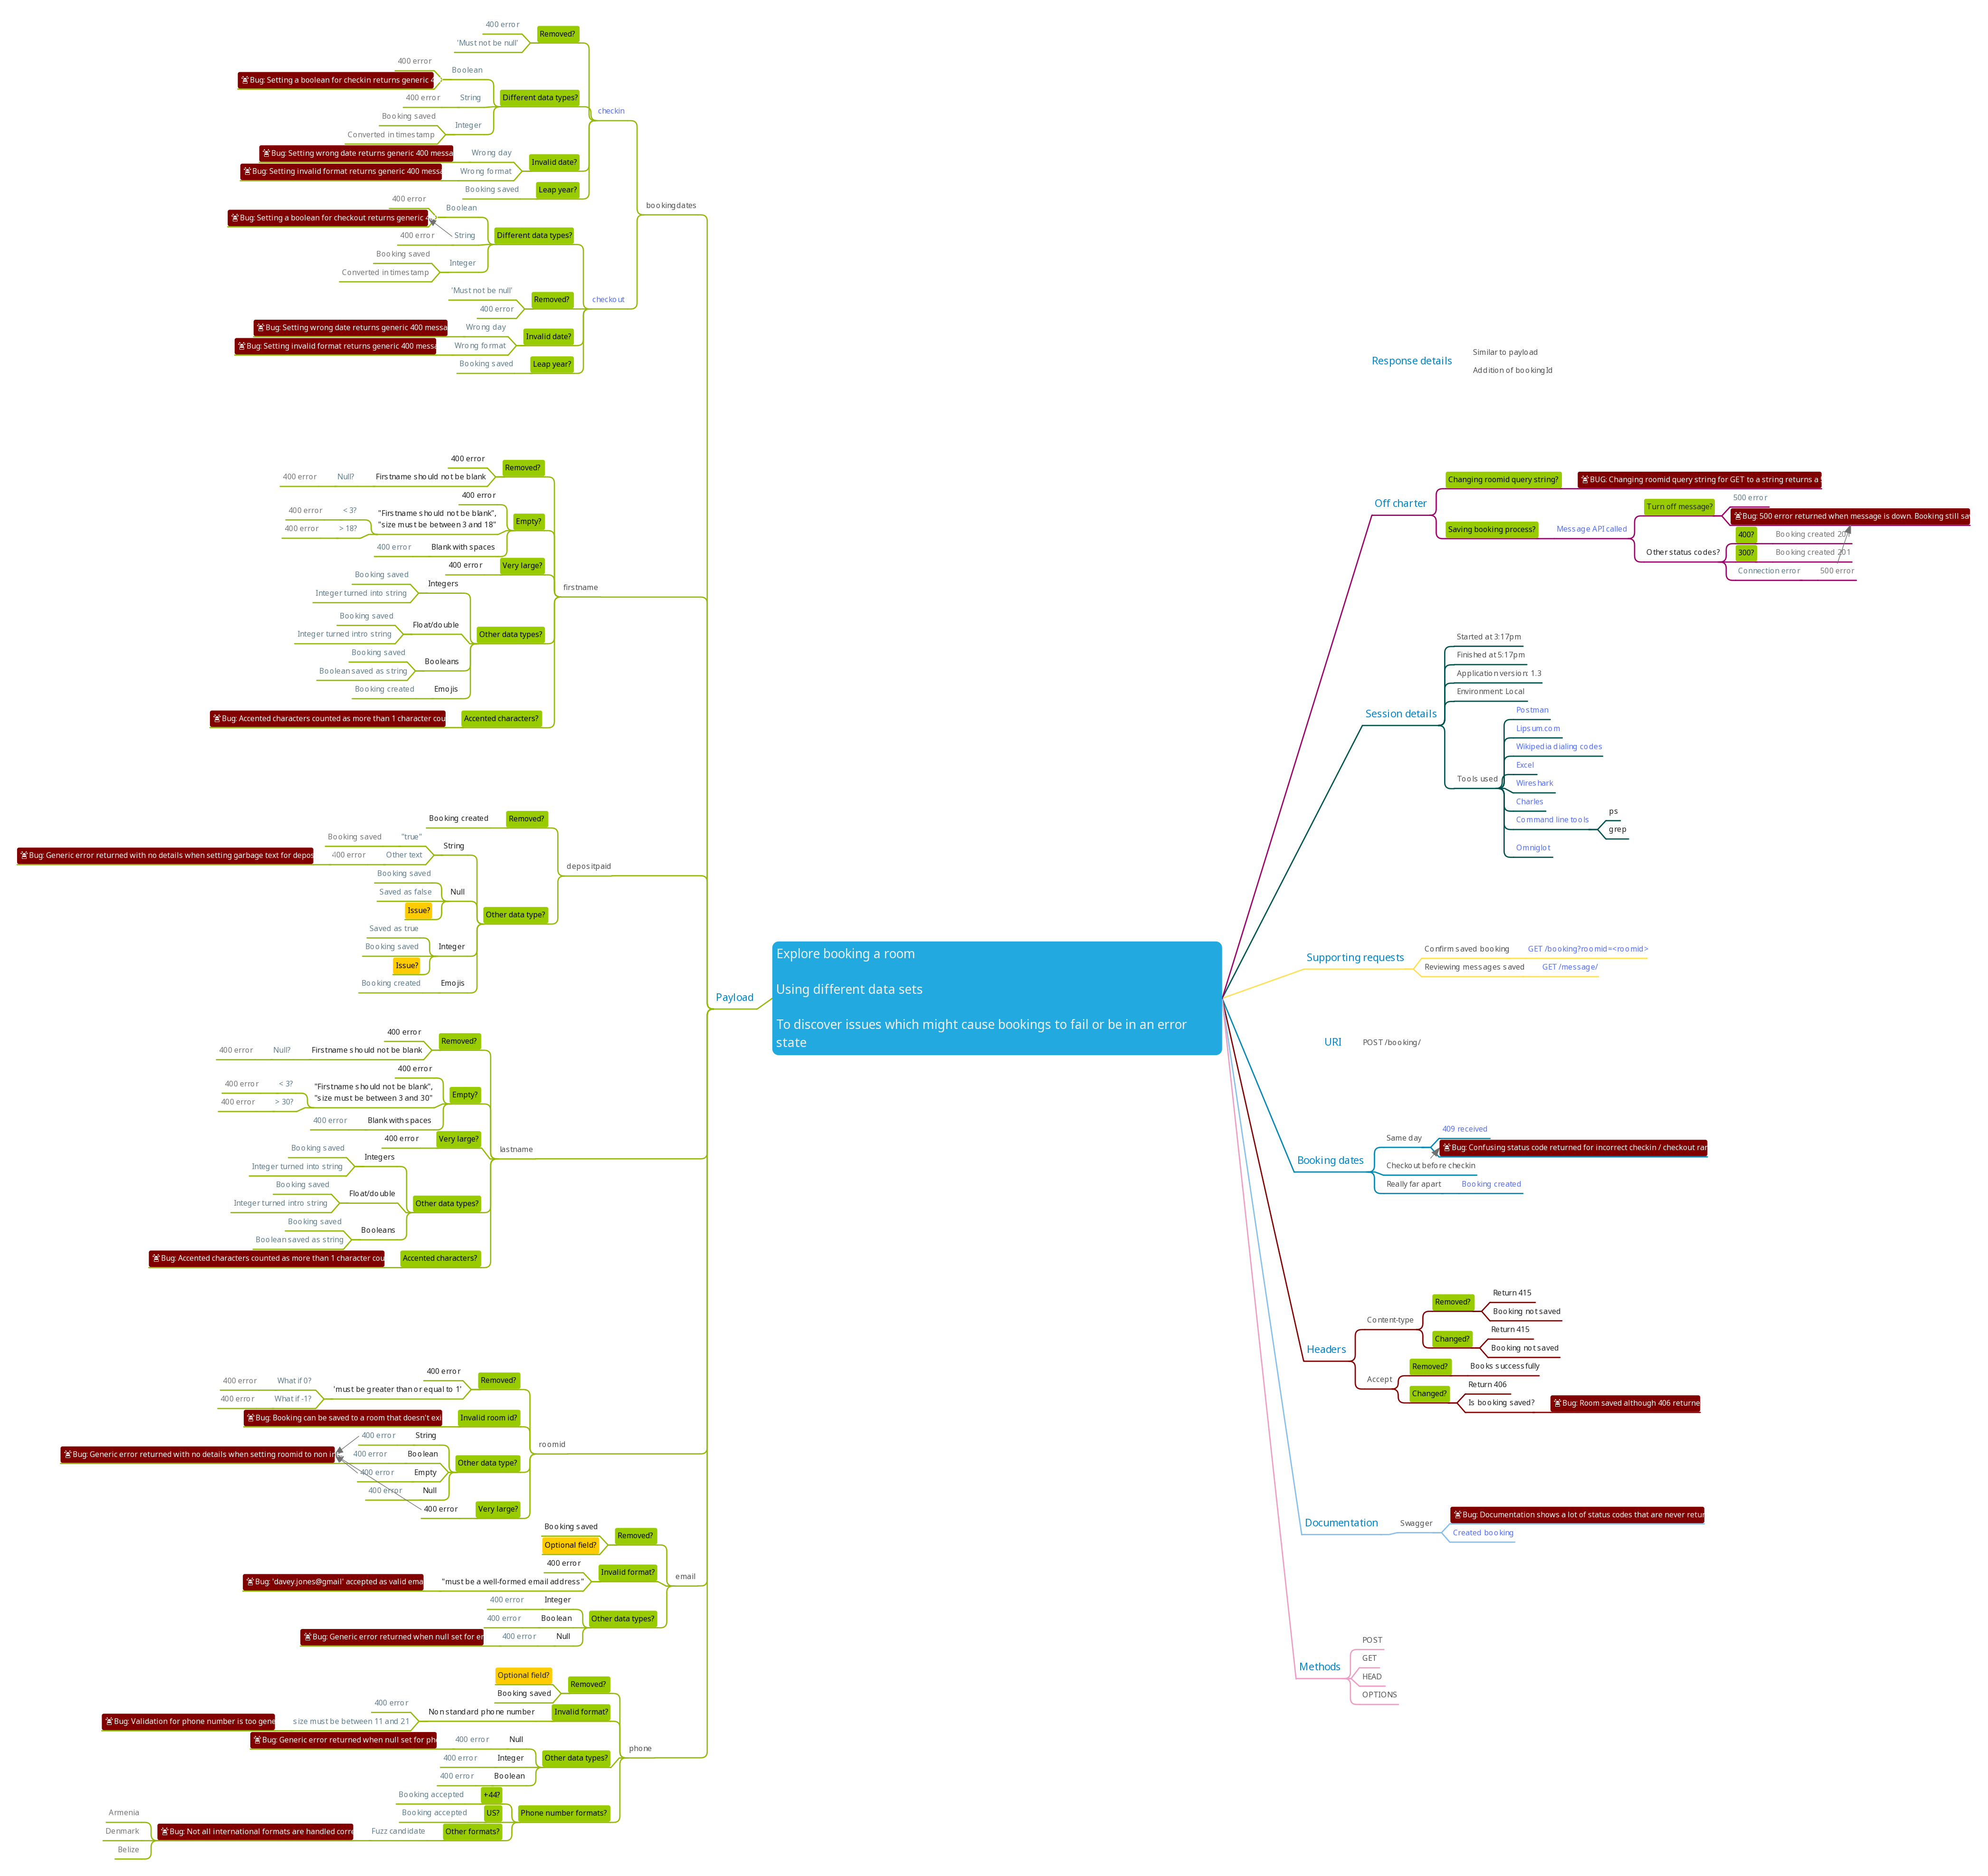 Explore booking a room
Using different data sets
To discover issues which might cause bookings to fail or be in an error
state
Payload
bookingdates
checkin
Removed?
400 error
'Must not be null'
Different data types?
Boolean
400 error
Bug: Setting a boolean for checkin returns generic 4
String
400 error
Integer
Booking saved
Converted in timestamp
Invalid date?
Wrong day
Bug: Setting wrong date returns generic 400 messa
Wrong format
Bug: Setting invalid format returns generic 400 messa
Leap year?
Booking saved
checkout
Different data types?
Boolean
400 error
Bug: Setting a boolean for checkout returns generic
String
400 error
Integer
Booking saved
Converted in timestamp
Removed?
'Must not be null'
400 error
Invalid date?
Wrong day
Bug: Setting wrong date returns generic 400 messa
Wrong format
Bug: Setting invalid format returns generic 400 messa
Leap year?
Booking saved
firstname
Removed?
400 error
Firstname should not be blank
Null?
400 error
Empty?
400 error
"Firstname should not be blank",
"size must be between 3 and 18"
< 3?
400 error
> 18?
400 error
Blank with spaces
400 error
Very large?
400 error
Other data types?
Integers
Booking saved
Integer turned into string
Float/double
Booking saved
Integer turned intro string
Booleans
Booking saved
Boolean saved as string
Emojis
Booking created
Accented characters?
Bug: Accented characters counted as more than 1 character cou
depositpaid
Removed?
Booking created
Other data type?
String
"true"
Booking saved
Other text
400 error
Bug: Generic error returned with no details when setting garbage text for depos
Null
Booking saved
Saved as false
Issue?
Integer
Saved as true
Booking saved
Issue?
Emojis
Booking created
lastname
Removed?
400 error
Firstname should not be blank
Null?
400 error
Empty?
400 error
"Firstname should not be blank",
"size must be between 3 and 30"
< 3?
400 error
> 30?
400 error
Blank with spaces
400 error
Very large?
400 error
Other data types?
Integers
Booking saved
Integer turned into string
Float/double
Booking saved
Integer turned intro string
Booleans
Booking saved
Boolean saved as string
Accented characters?
Bug: Accented characters counted as more than 1 character cou
roomid
Removed?
400 error
'must be greater than or equal to 1'
What if 0?
400 error
What if -1?
400 error
Invalid room id?
Bug: Booking can be saved to a room that doesn't exi
Other data type?
String
400 error
Boolean
400 error
Bug: Generic error returned with no details when setting roomid to non in
Empty
400 error
Null
400 error
Very large?
400 error
email
Removed?
Booking saved
Optional field?
Invalid format?
400 error
"must be a well-formed email address"
Bug: 'davey.jones@gmail' accepted as valid ema
Other data types?
Integer
400 error
Boolean
400 error
Null
400 error
Bug: Generic error returned when null set for e
phone
Removed?
Optional field?
Booking saved
Invalid format?
Non standard phone number
400 error
size must be between 11 and 21
Bug: Validation for phone number is too gene
Other data types?
Null
400 error
Bug: Generic error returned when null set for ph
Integer
400 error
Boolean
400 error
Phone number formats?
+44?
Booking accepted
US?
Booking accepted
Other formats?
Fuzz candidate
Bug: Not all international formats are handled corre
Armenia
Denmark
Belize
Response details
Similar to payload
Addition of bookingId
Off charter
Changing roomid query string?
BUG: Changing roomid query string for GET to a string returns a
Saving booking process?
Message API called
Turn off message?
500 error
Bug: 500 error returned when message is down. Booking still sa
Other status codes?
400?
Booking created 201
300?
Booking created 201
Connection error
500 error
Session details
Started at 3:17pm
Finished at 5:17pm
Application version: 1.3
Environment: Local
Tools used
Postman
Lipsum.com
Wikipedia dialing codes
Excel
Wireshark
Charles
Command line tools
ps
grep
Omniglot
Supporting requests
Confirm saved booking
GET /booking?roomid=<roomid>
Reviewing messages saved
GET /message/
URI
POST /booking/
Booking dates
Same day
409 received
Bug: Confusing status code returned for incorrect checkin / checkout ran
Checkout before checkin
Really far apart
Booking created
Headers
Content-type
Removed?
Return 415
Booking not saved
Changed?
Return 415
Booking not saved
Accept
Removed?
Books successfully
Changed?
Return 406
Is booking saved?
Bug: Room saved although 406 returne
Documentation
Swagger
Bug: Documentation shows a lot of status codes that are never retur
Created booking
Methods
POST
GET
HEAD
OPTIONS